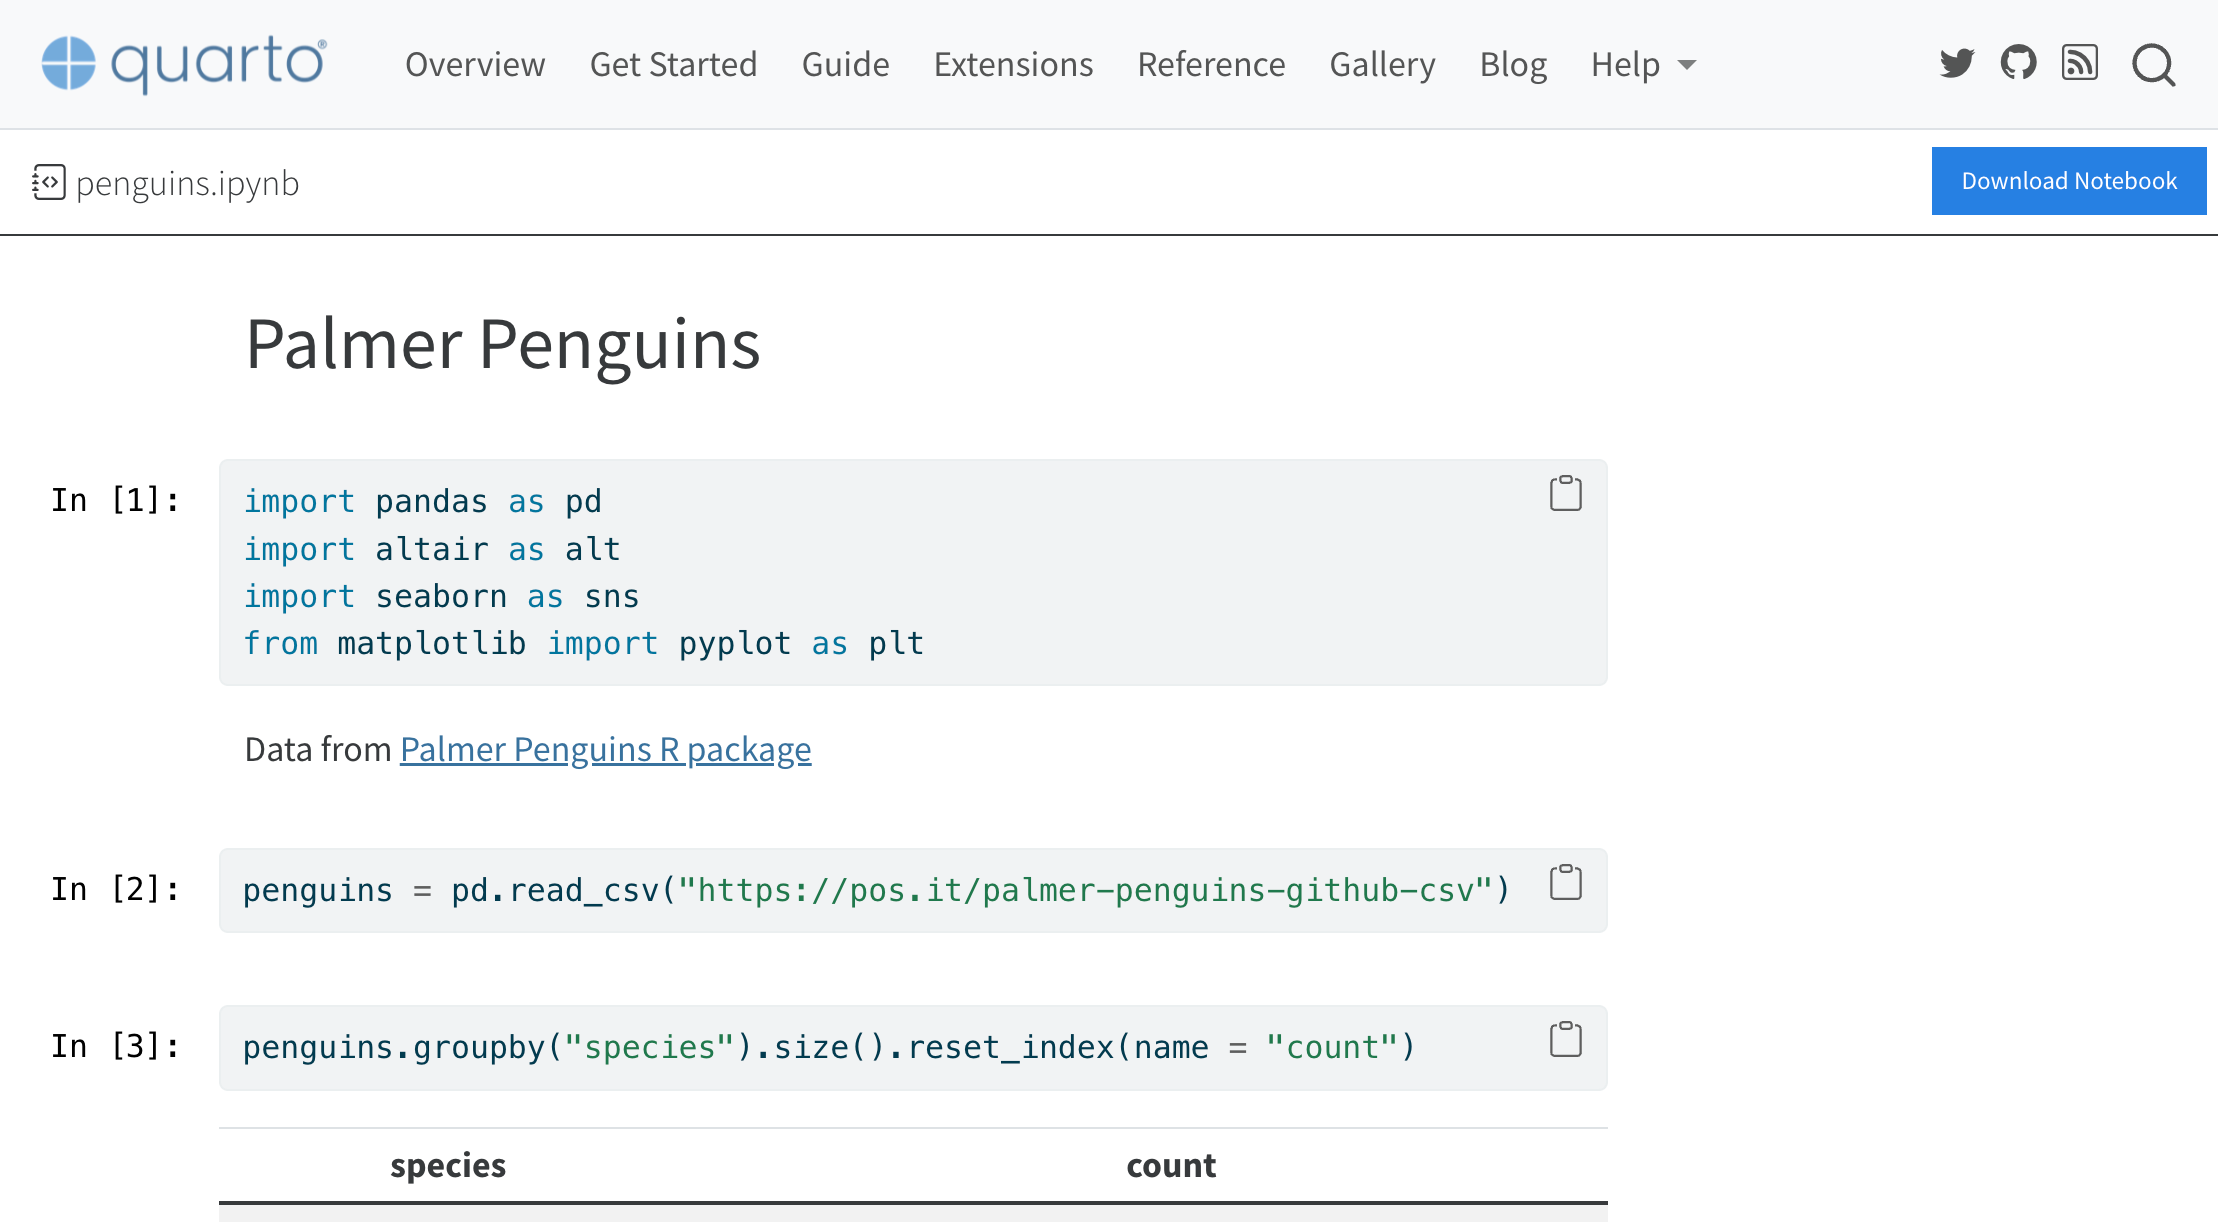 quarto®
Overview Get Started Guide Extensions Reference Gallery Blog Help
penguins.ipynb
Download Notebook
Palmer Penguins
In [1]:
import pandas as pd
import altair as alt
import seaborn as sns
from matplotlib import pyplot as plt
Data from Palmer Penguins R package
In [2]:
penguins = pd.read_csv("https://pos.it/palmer-penguins-github-csv")
In [3]:
penguins.groupby("species").size().reset_index(name = "count")
species count